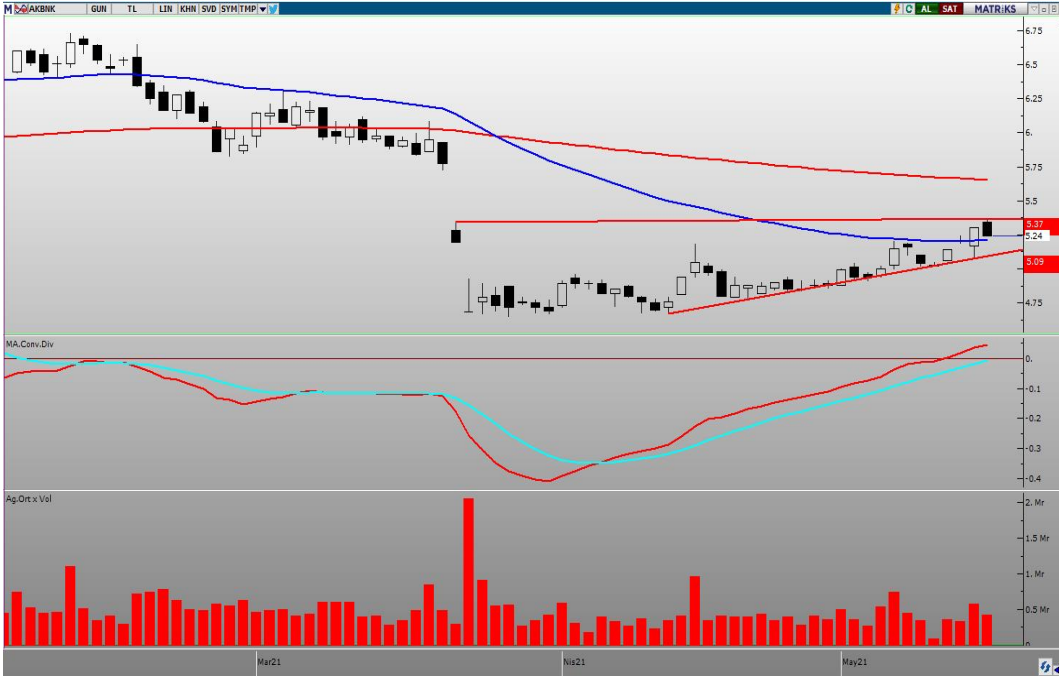 M AKBNK GUN TL LIN KHN SVD SYM TMP C AL SAT MATRiKS
6.75
6.5
6.25
6.
5.75
5.5
5.37
5.24
5.09
4.75
MA.Conv.Div
0.
-0.1
-0.2
-0.3
-0.4
Ag.Ort x Vol
2. Mr
1.5 Mr
1. Mr
0.5 Mr
0
Mar21 Nis21 May21